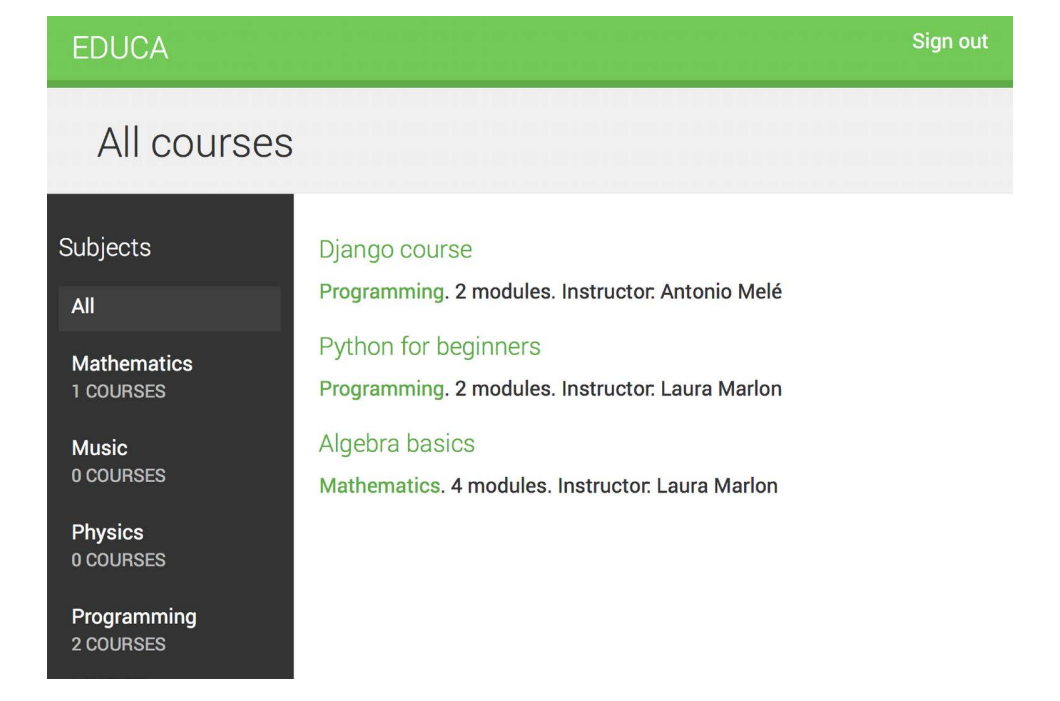 EDUCA
Sign out
All courses
Subjects
All
Mathematics
1 COURSES
Music
0 COURSES
Physics
0 COURSES
Programming
2 COURSES
Django course
Programming. 2 modules. Instructor: Antonio Melé
Python for beginners
Programming. 2 modules. Instructor: Laura Marlon
Algebra basics
Mathematics. 4 modules. Instructor: Laura Marlon